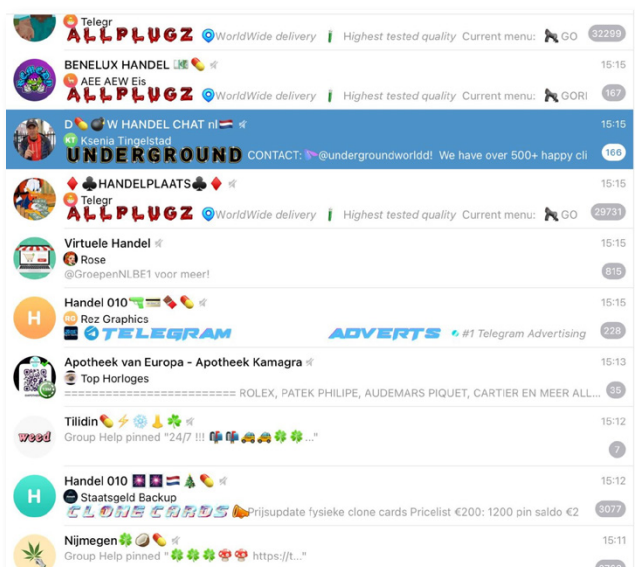 Telegr
ALLPLUGZ WorldWide delivery Highest tested quality Current menu: GO 32299
BENELUX HANDEL 15:15
AEE AEW Eis
ALLPLUGZ WorldWide delivery Highest tested quality Current menu: GORI 167
D W HANDEL CHAT nl 15:15
KT Ksenia Tingelstad
UNDERGROUND CONTACT: @undergroundworldd! We have over 500+ happy cli 166
HANDELPLAATS 15:15
Telegr
ALLPLUGZ WorldWide delivery Highest tested quality Current menu: GO 29731
Virtuele Handel 15:15
Rose
@GroepenNLBE1 voor meer! 815
H Handel 010 15:15
RG Rez Graphics
TELEGRAM ADVERTS #1 Telegram Advertising 228
Apotheek van Europa - Apotheek Kamagra 15:13
Top Horloges
========================= ROLEX, PATEK PHILIPE, AUDEMARS PIQUET, CARTIER EN MEER ALL... 35
Tilidin 15:12
weed Group Help pinned "24/7 !!! ..." 7
H Handel 010 15:12
Staatsgeld Backup
CLONE CARDS Prijsupdate fysieke clone cards Pricelist €200: 1200 pin saldo €2 3077
Nijmegen 15:11
Group Help pinned " https://t..."